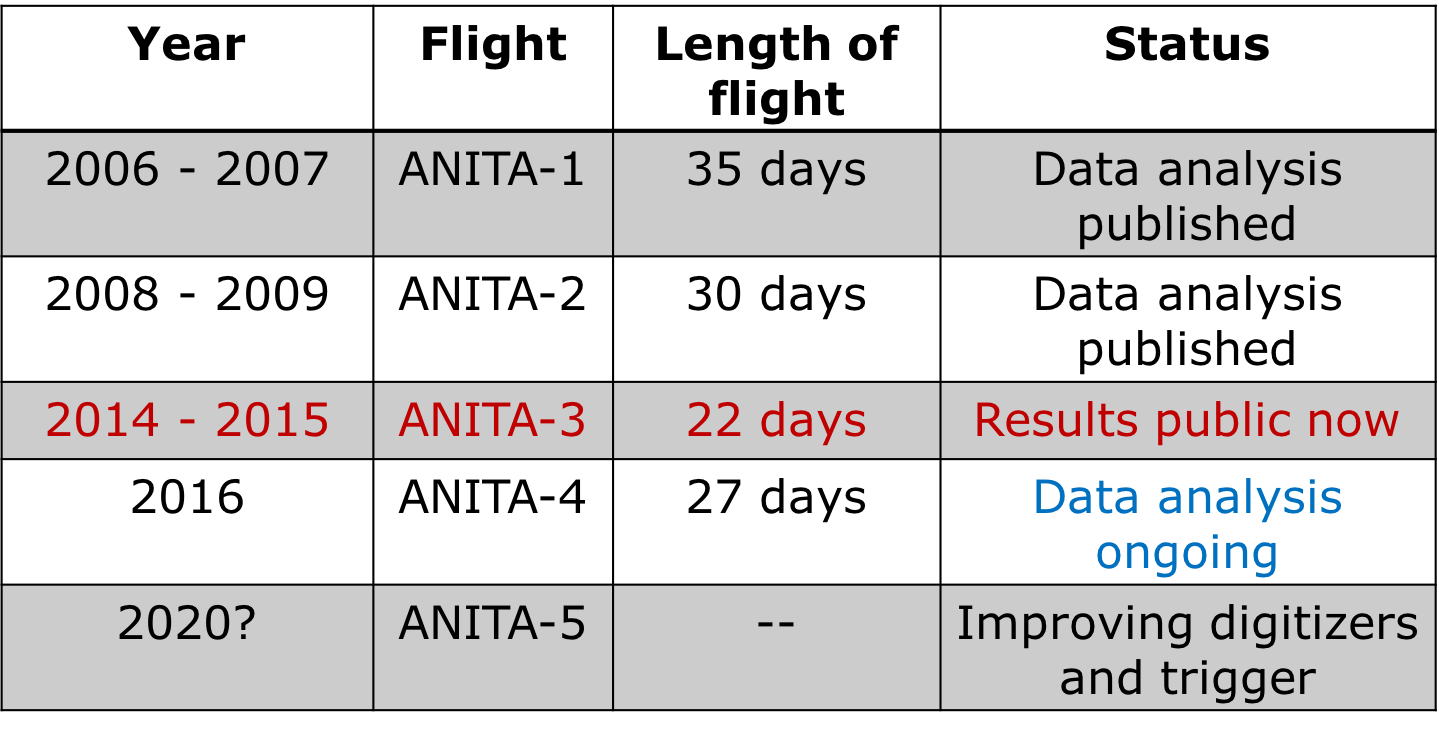 Year Flight Length of flight Status
2006 - 2007 ANITA-1 35 days Data analysis published
2008 - 2009 ANITA-2 30 days Data analysis published
2014 - 2015 ANITA-3 22 days Results public now
2016 ANITA-4 27 days Data analysis ongoing
2020? ANITA-5 -- Improving digitizers and trigger